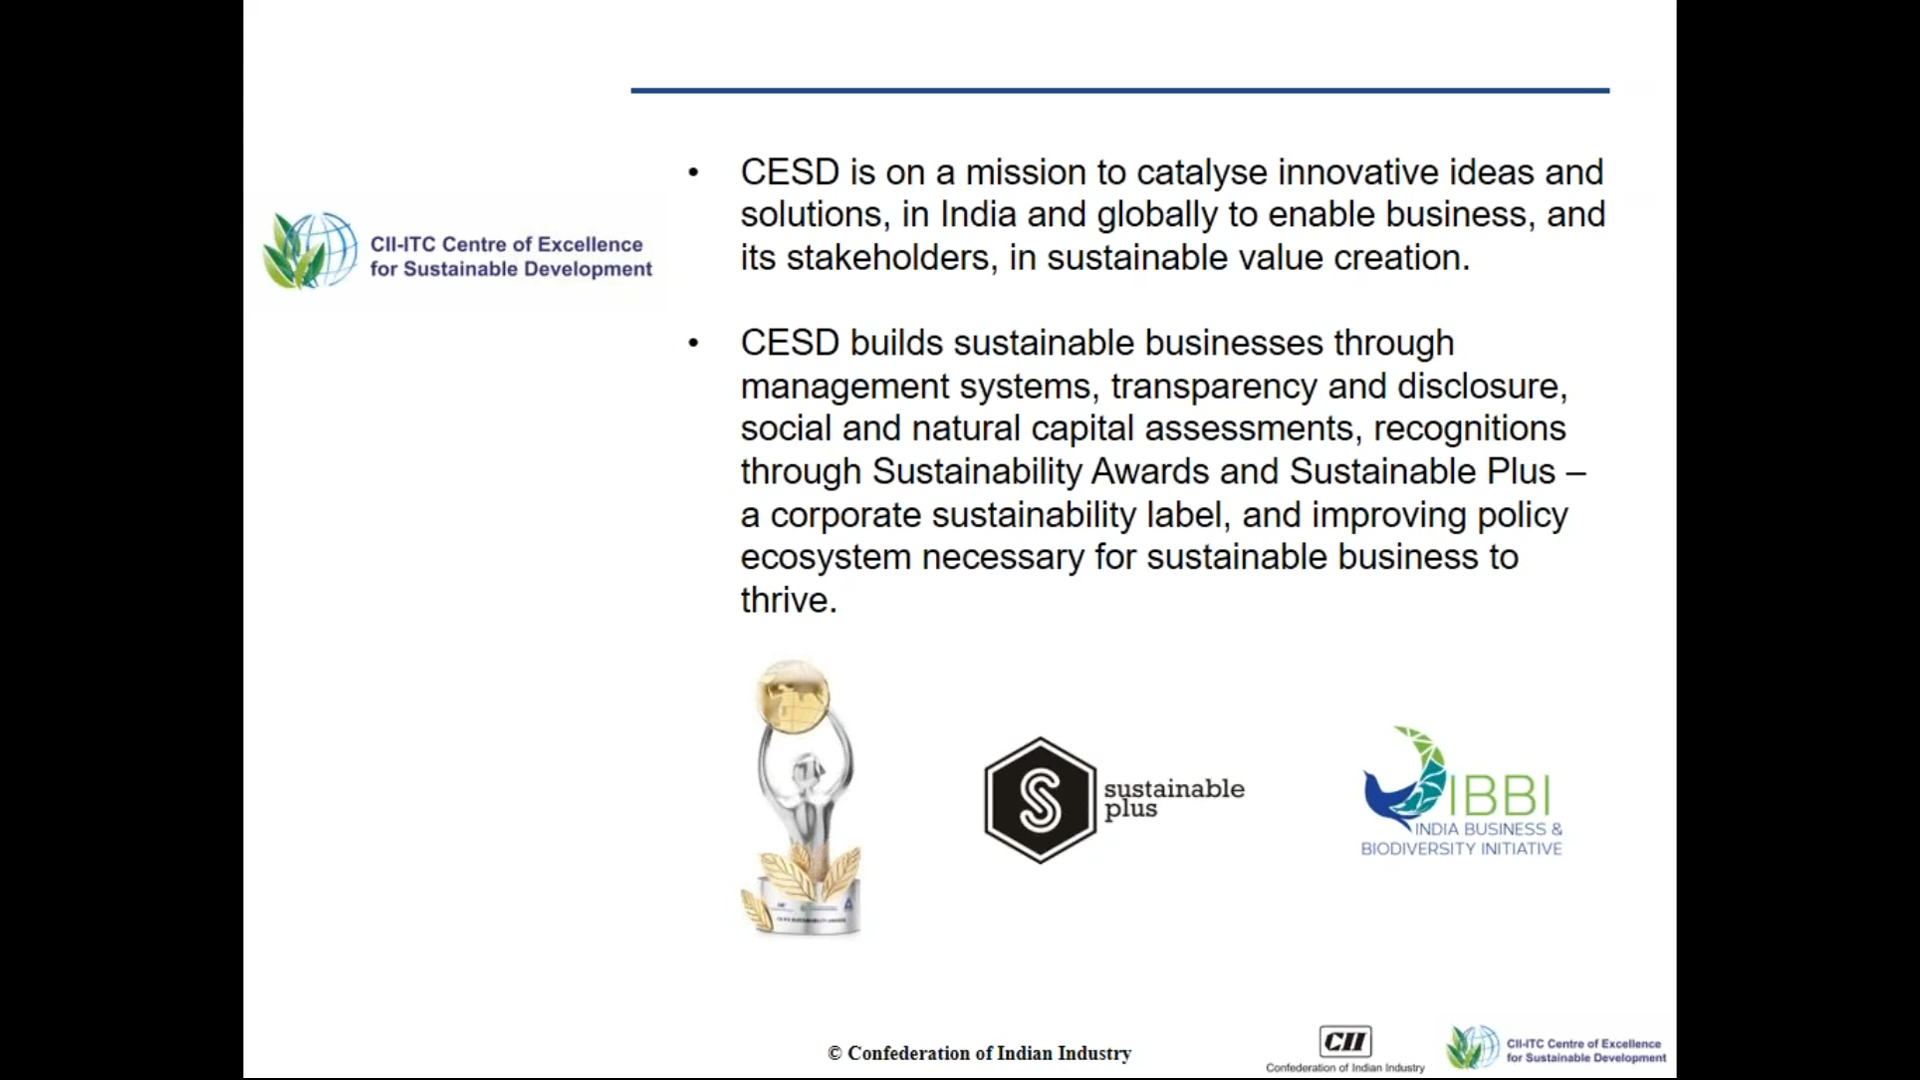 CII-ITC Centre of Excellence
for Sustainable Development
• CESD is on a mission to catalyse innovative ideas and
solutions, in India and globally to enable business, and
its stakeholders, in sustainable value creation.
• CESD builds sustainable businesses through
management systems, transparency and disclosure,
social and natural capital assessments, recognitions
through Sustainability Awards and Sustainable Plus –
a corporate sustainability label, and improving policy
ecosystem necessary for sustainable business to
thrive.
S
sustainable
plus
IBBI
INDIA BUSINESS &
BIODIVERSITY INITIATIVE
© Confederation of Indian Industry
CII
Confederation of Indian Industry
CII-ITC Centre of Excellence
for Sustainable Development